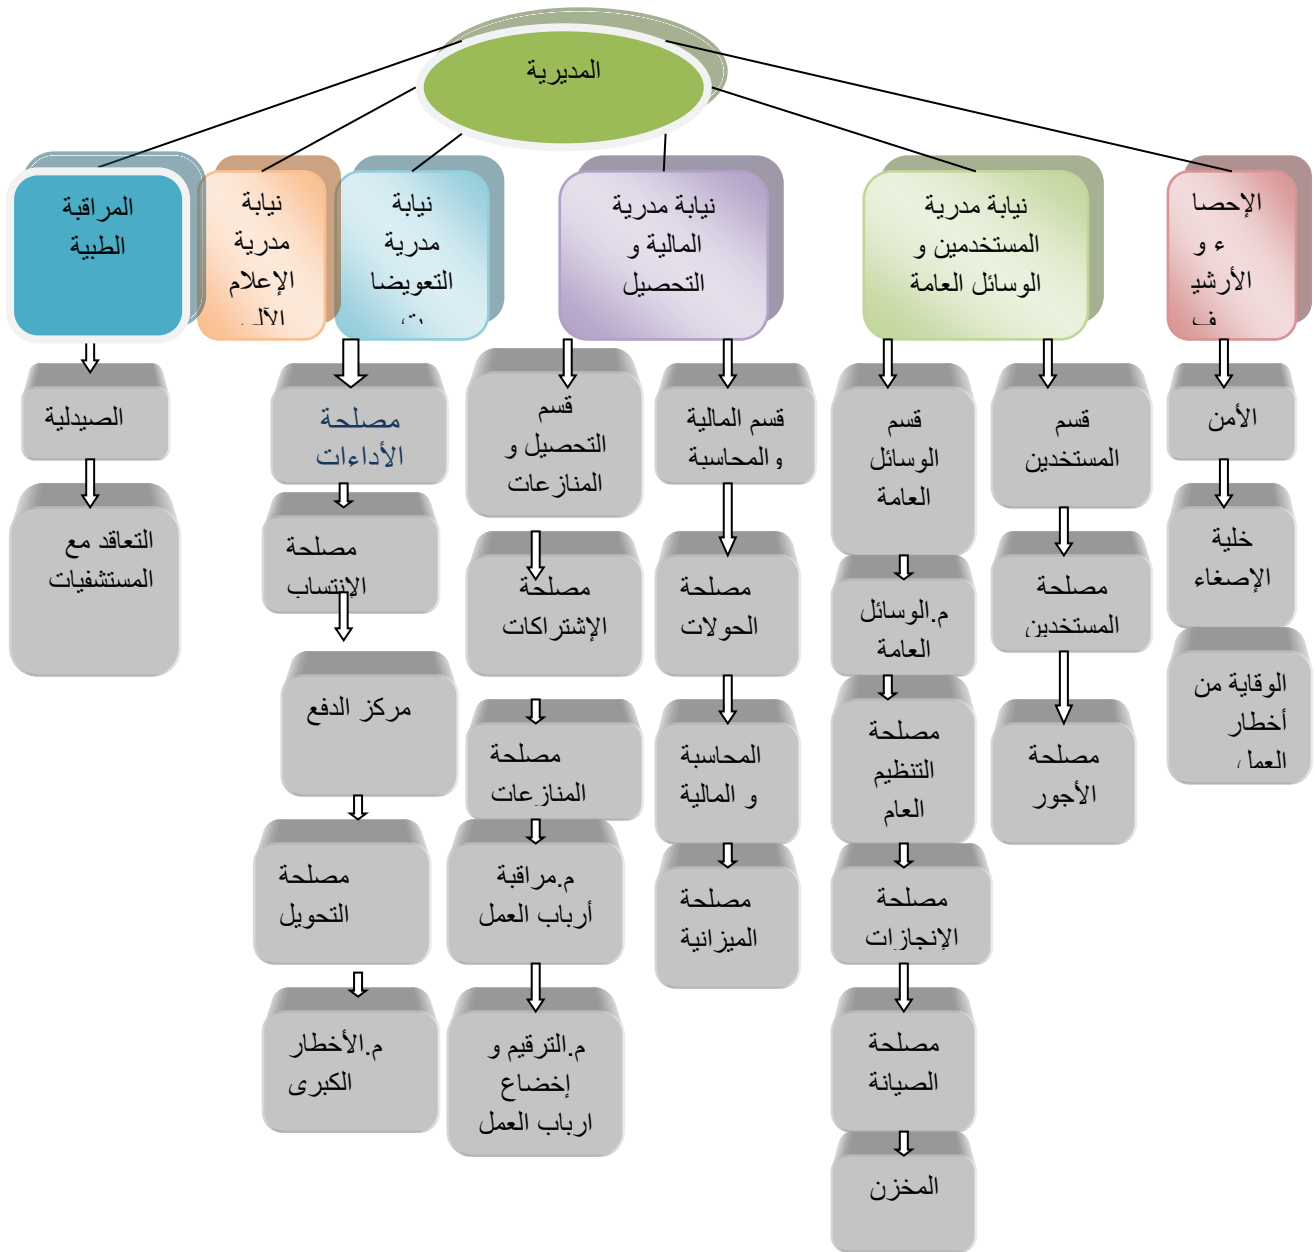 المديرية
الإحصا
ء و
الأرشيـ
ف
نيابة مدرية
المستخدمين و
الوسائل العامة
نيابة مدرية
المالية و
التحصيل
نيابة
مدرية
التعويضا
ت
نيابة
مدرية
الإعلام
الآلي
المراقبة
الطبية
الأمن
خلية
الإصغاء
الوقاية من
أخطار
العمل
قسم
المستخدين
مصلحة
المستخدين
مصلحة
الأجور
قسم
الوسائل
العامة
م.الوسائل
العامة
مصلحة
التنظيم
العام
مصلحة
الإنجازات
مصلحة
الصيانة
المخزن
قسم المالية
والمحاسبة
مصلحة
الحولات
المحاسبة
و المالية
مصلحة
الميزانية
قسم
التحصيل و
المنازعات
مصلحة
الإشتراكات
مصلحة
المنازعات
م.مراقبة
أرباب العمل
م.الترقيم و
إخضاع
ارباب العمل
مصلحة
الأداءات
مصلحة
الإنتساب
مركز الدفع
مصلحة
التحويل
م.الأخطار
الكبرى
الصيدلية
التعاقد مع
المستشفيات